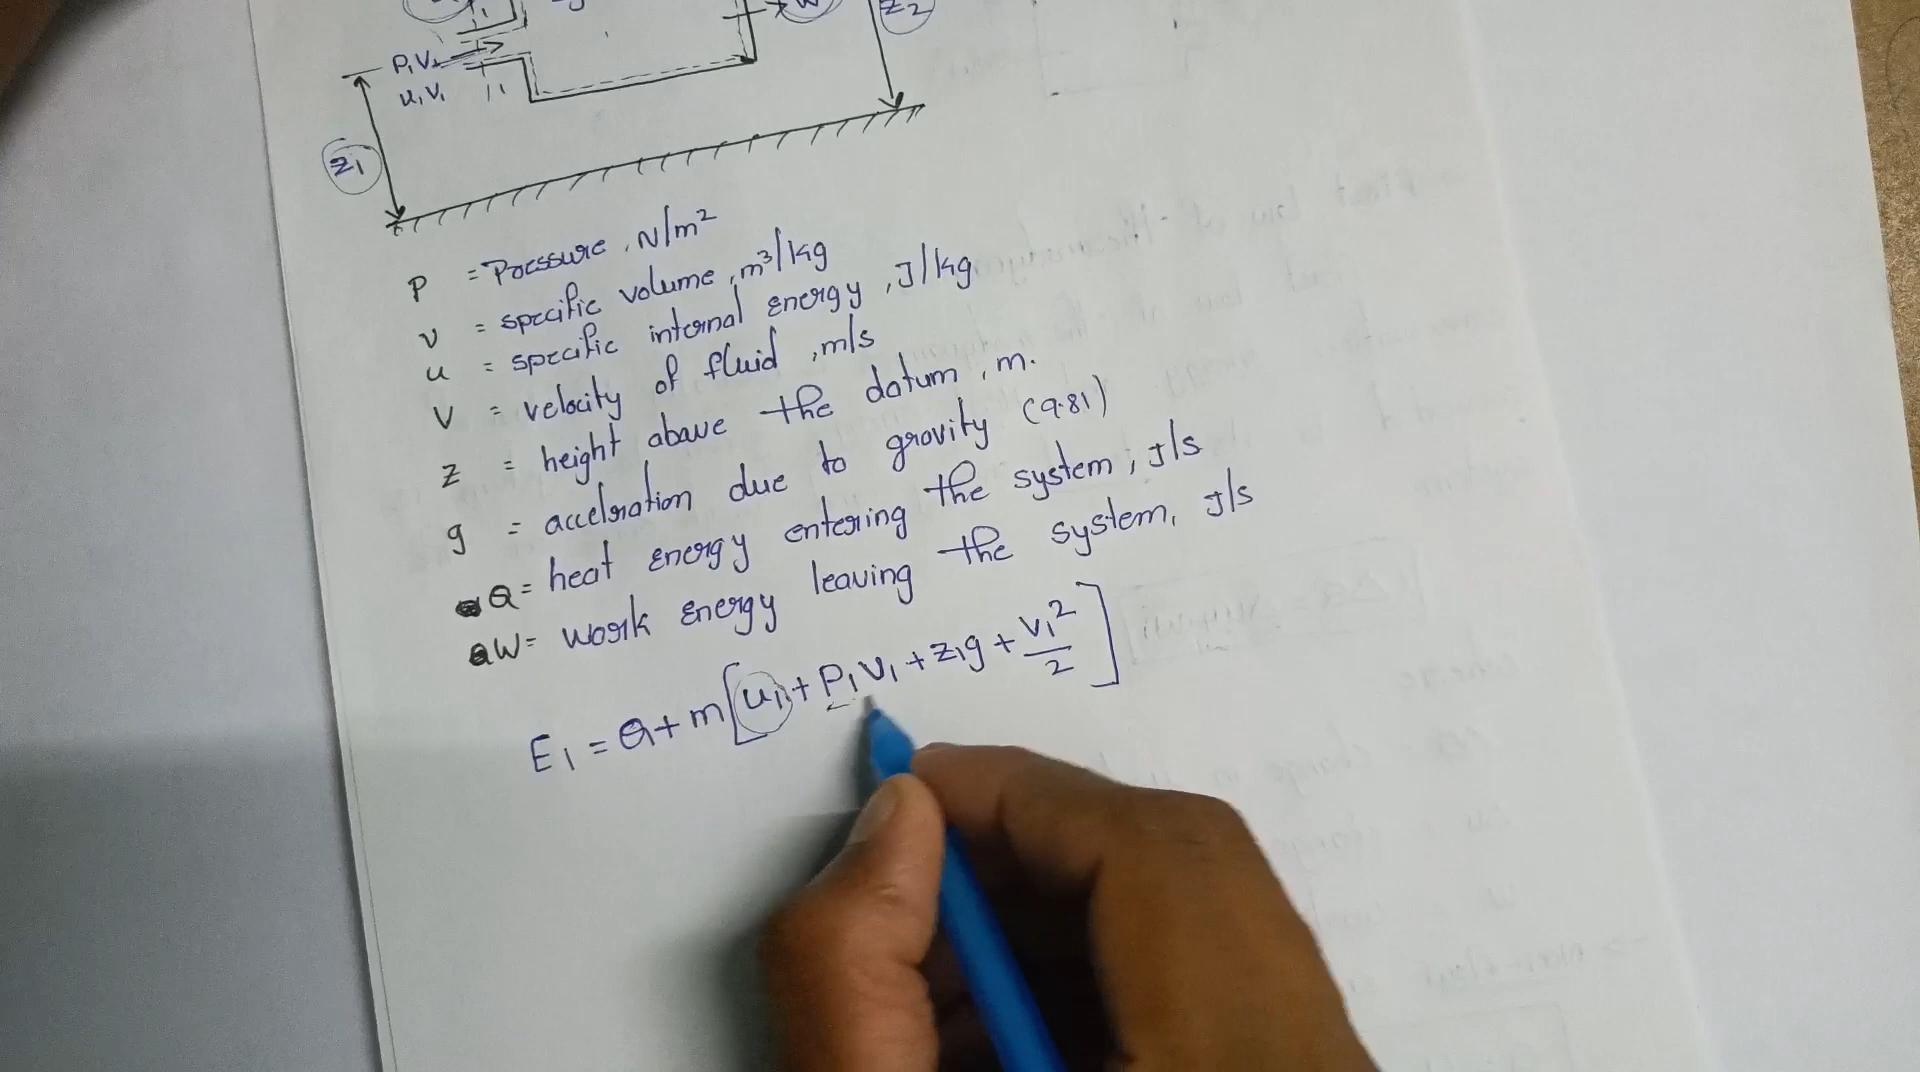 W
z2
P1V1
u1V1
z1
P = Pressure, N/m²
v = specific volume, m³/kg
u = specific internal energy, J/kg
V = velocity of fluid, m/s
z = height above the datum, m.
g = accelration due to gravity (9.81)
Q = heat energy entering the system, J/s
W = work energy leaving the system, J/s
E1 = Q + m [u1 + P1V1 + z1g + V1²/2]